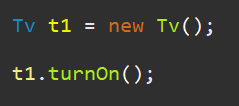 Tv t1 = new Tv();
t1.turnOn();